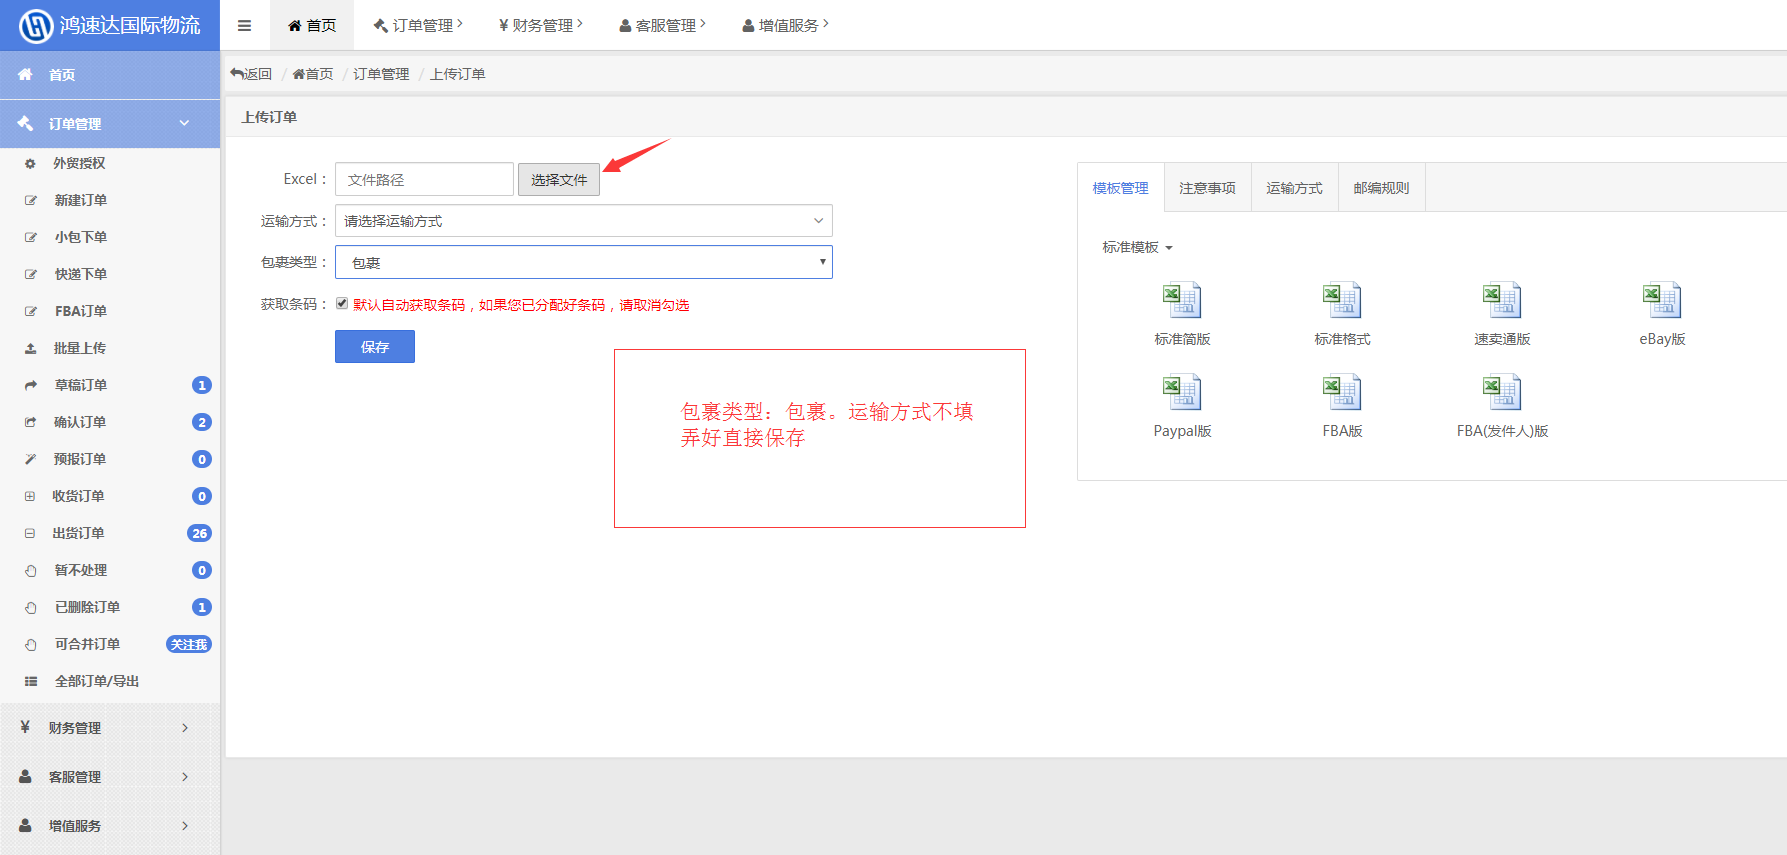 鸿速达国际物流
首页
订单管理
财务管理
客服管理
增值服务
首页
订单管理
外贸授权
新建订单
小包下单
快递下单
FBA订单
批量上传
草稿订单 1
确认订单 2
预报订单 0
收货订单 0
出货订单 26
暂不处理 0
已删除订单 1
可合并订单 关注我
全部订单/导出
¥ 财务管理
客服管理
增值服务
返回 / 首页 / 订单管理 / 上传订单
上传订单
Excel： 文件路径 选择文件
运输方式： 请选择运输方式
包裹类型： 包裹
获取条码： 默认自动获取条码，如果您已分配好条码，请取消勾选
保存
包裹类型：包裹。运输方式不填
弄好直接保存
模板管理 注意事项 运输方式 邮编规则
标准模板
标准简版 标准格式 速卖通版 eBay版
Paypal版 FBA版 FBA(发件人)版